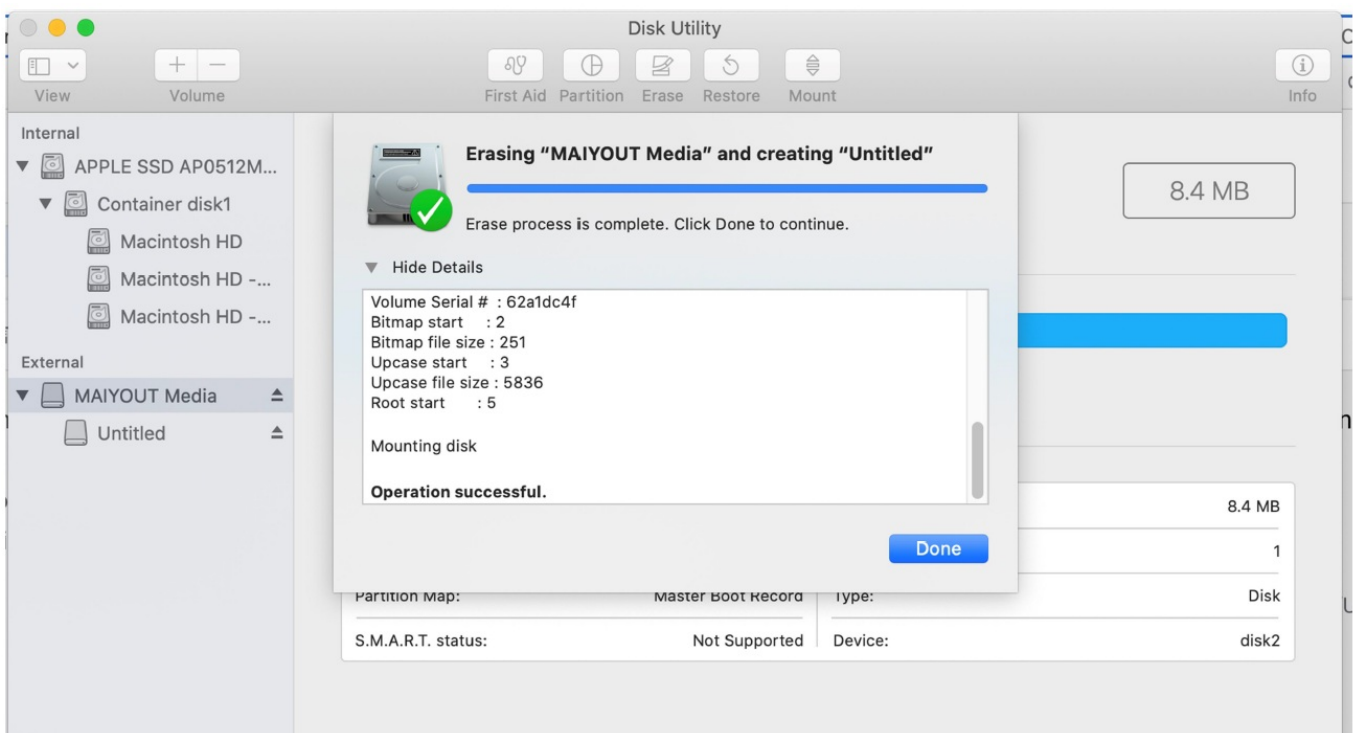 Disk Utility
View
Volume
First Aid Partition Erase Restore Mount
Info
Internal
APPLE SSD AP0512M...
Container disk1
Macintosh HD
Macintosh HD -...
Macintosh HD -...
External
MAIYOUT Media
Untitled
Erasing “MAIYOUT Media” and creating “Untitled”
Erase process is complete. Click Done to continue.
Hide Details
Volume Serial # : 62a1dc4f
Bitmap start : 2
Bitmap file size : 251
Upcase start : 3
Upcase file size : 5836
Root start : 5
Mounting disk
Operation successful.
Done
8.4 MB
8.4 MB
1
Partition Map: Master Boot Record Type: Disk
S.M.A.R.T. status: Not Supported Device: disk2